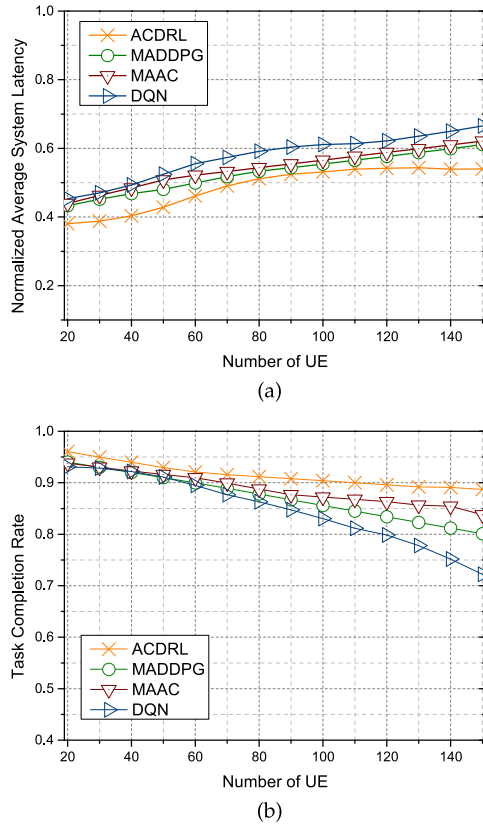 1.0
0.8
0.6
0.4
0.2
Normalized Average System Latency
ACDRL
MADDPG
MAAC
DQN
20 40 60 80 100 120 140
Number of UE
(a)
1.0
0.9
0.8
0.7
0.6
0.5
0.4
Task Completion Rate
ACDRL
MADDPG
MAAC
DQN
20 40 60 80 100 120 140
Number of UE
(b)